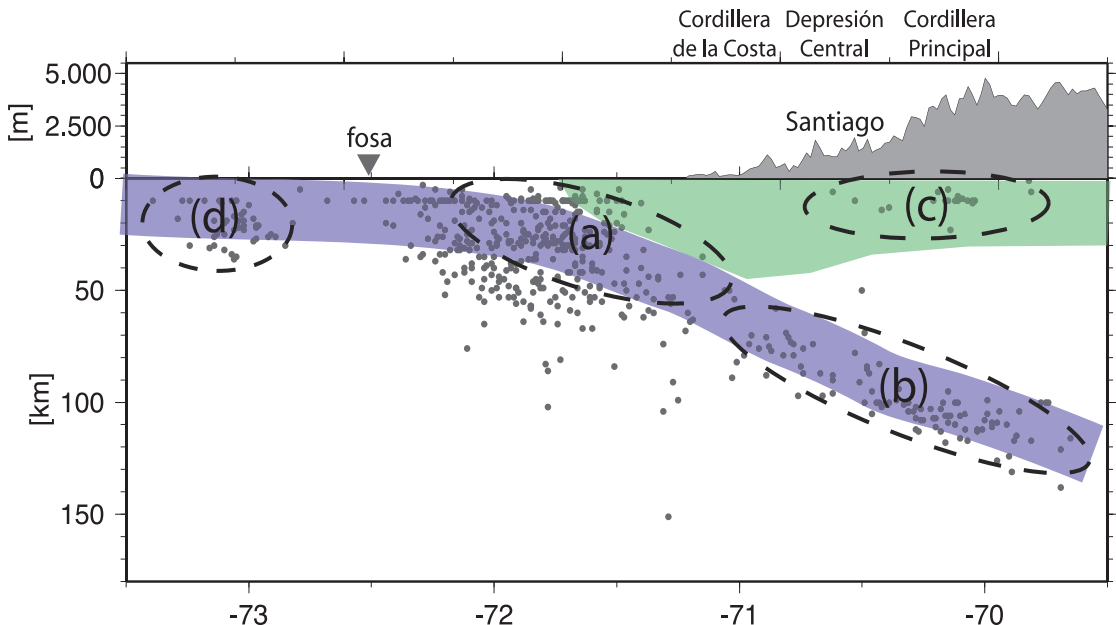 Cordillera de la Costa
Depresión Central
Cordillera Principal
5.000
2.500
0
[m]
fosa
Santiago
(d)
(a)
(c)
(b)
50
100
150
[km]
-73
-72
-71
-70